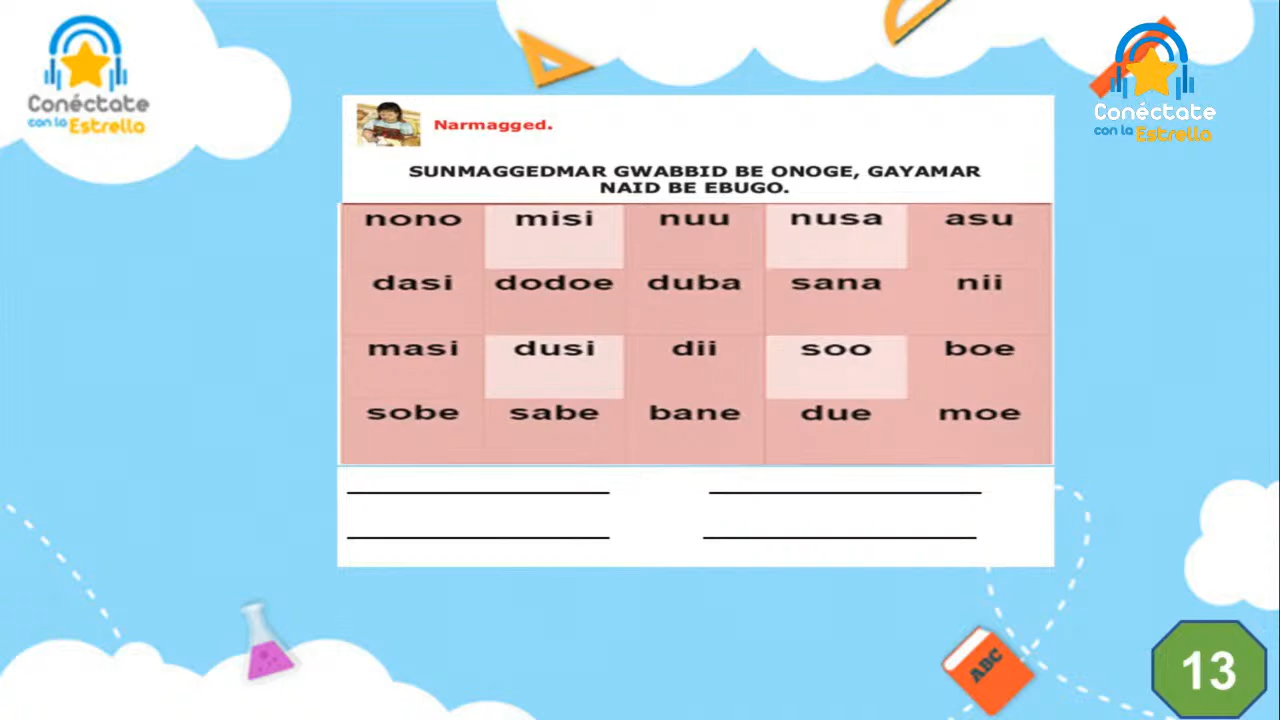 Conéctate
con la Estrella
Conéctate
con la Estrella
Narmagged.
SUNMAGGEDMAR GWABBID BE ONOGE, GAYAMAR
NAID BE EBUGO.
nono misi nuu nusa asu
dasi dodoe duba sana nii
masi dusi dii soo boe
sobe sabe bane due moe
ABC
13